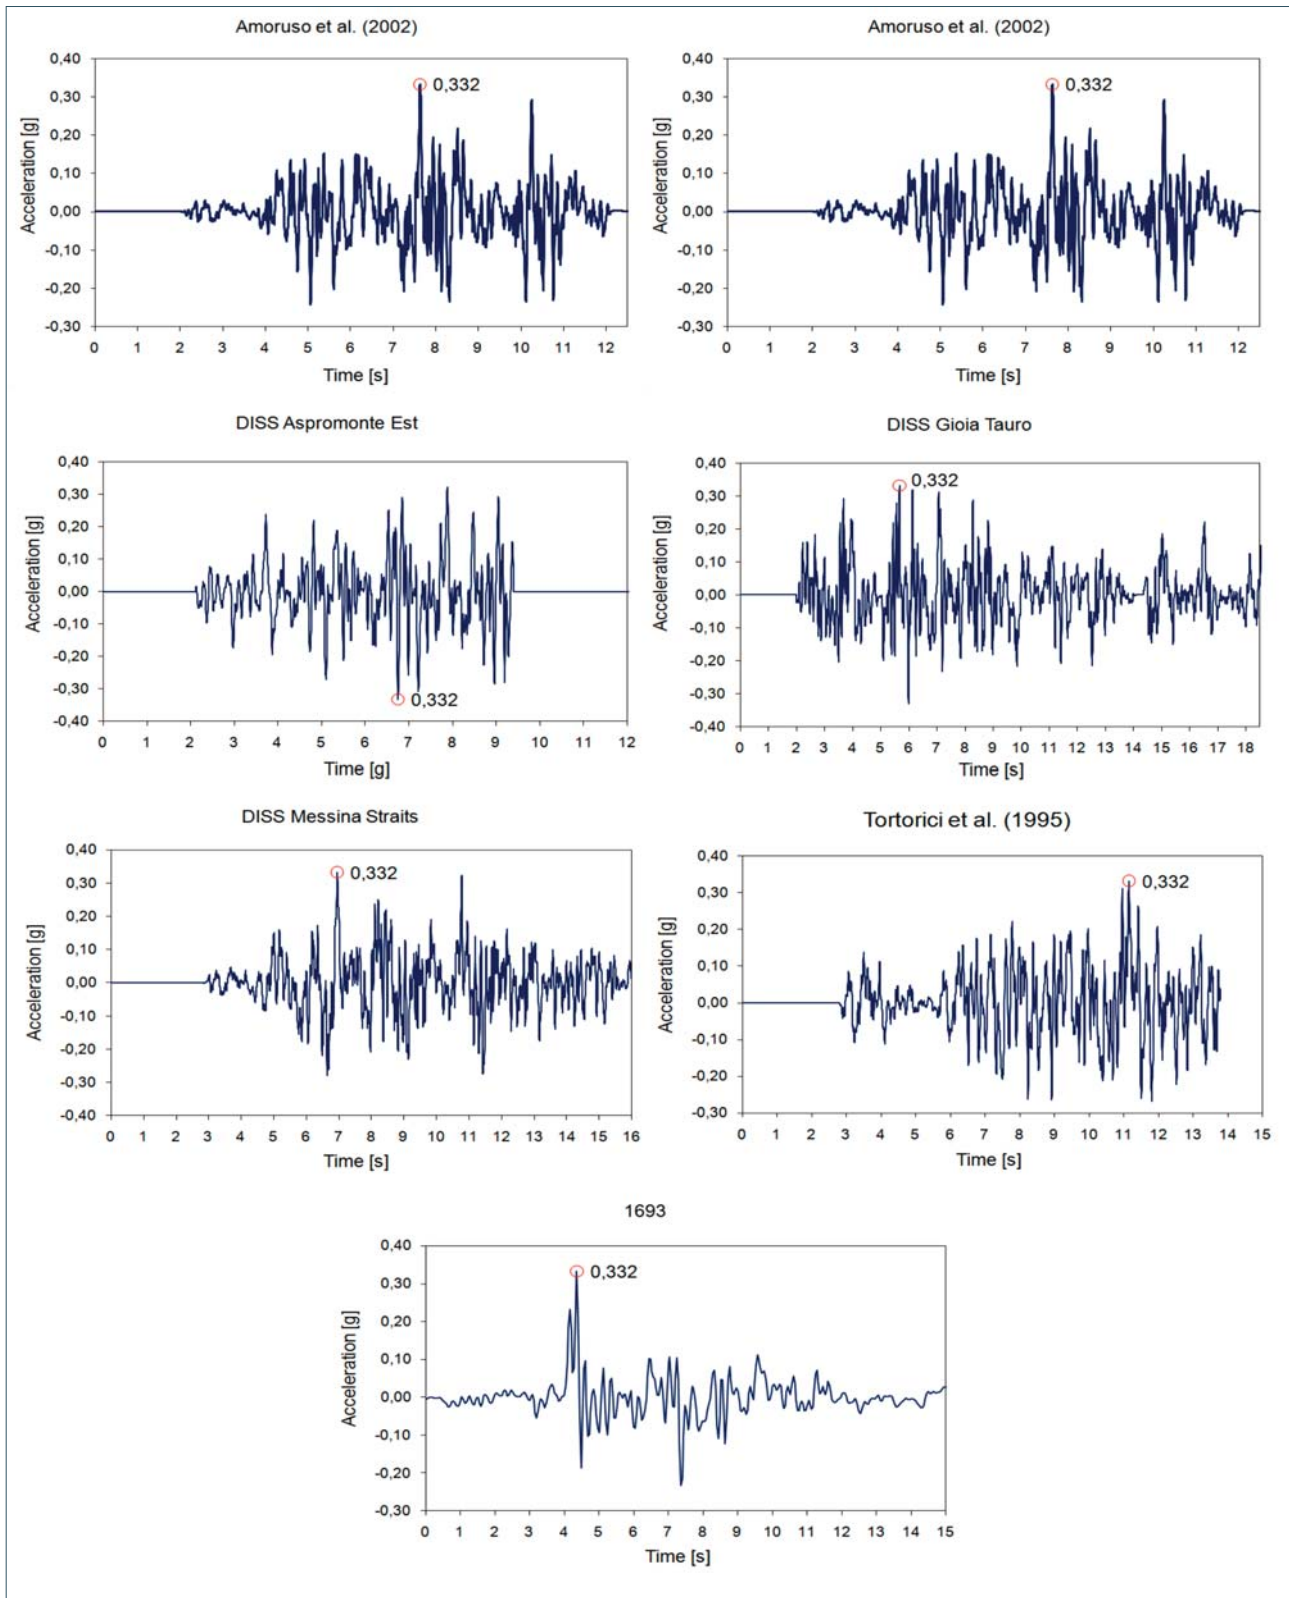 Amoruso et al. (2002)
Acceleration [g]
0,40
0,30
0,20
0,10
0,00
-0,10
-0,20
-0,30
0,332
0 1 2 3 4 5 6 7 8 9 10 11 12
Time [s]
Amoruso et al. (2002)
Acceleration [g]
0,40
0,30
0,20
0,10
0,00
-0,10
-0,20
-0,30
0,332
0 1 2 3 4 5 6 7 8 9 10 11 12
Time [s]
DISS Aspromonte Est
Acceleration [g]
0,40
0,30
0,20
0,10
0,00
-0,10
-0,20
-0,30
-0,40
0,332
0 1 2 3 4 5 6 7 8 9 10 11 12
Time [g]
DISS Gioia Tauro
Acceleration [g]
0,40
0,30
0,20
0,10
0,00
-0,10
-0,20
-0,30
-0,40
0,332
0 1 2 3 4 5 6 7 8 9 10 11 12 13 14 15 16 17 18
Time [s]
DISS Messina Straits
Acceleration [g]
0,40
0,30
0,20
0,10
0,00
-0,10
-0,20
-0,30
-0,40
0,332
0 1 2 3 4 5 6 7 8 9 10 11 12 13 14 15 16
Time [s]
Tortorici et al. (1995)
Acceleration [g]
0,40
0,30
0,20
0,10
0,00
-0,10
-0,20
-0,30
0,332
0 1 2 3 4 5 6 7 8 9 10 11 12 13 14 15
Time [s]
1693
Acceleration [g]
0,40
0,30
0,20
0,10
0,00
-0,10
-0,20
-0,30
0,332
0 1 2 3 4 5 6 7 8 9 10 11 12 13 14 15
Time [s]